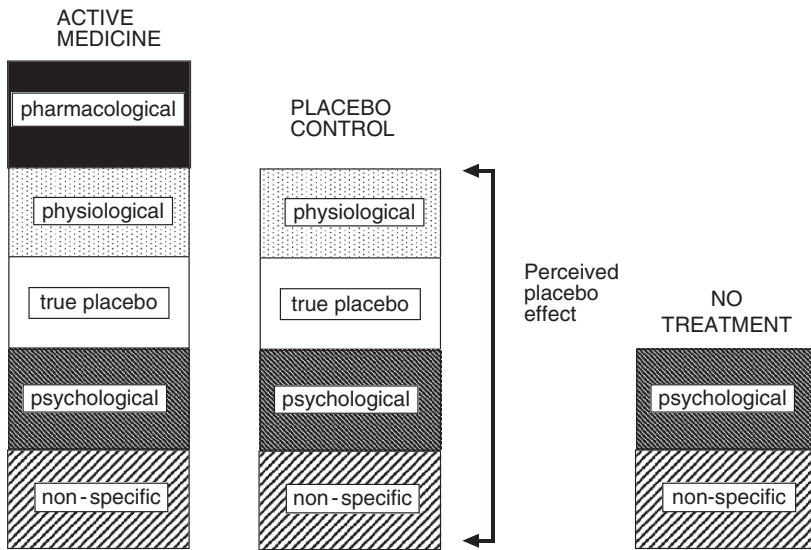 ACTIVE
MEDICINE
pharmacological
physiological
true placebo
psychological
non-specific
PLACEBO
CONTROL
physiological
true placebo
psychological
non-specific
Perceived
placebo
effect
NO
TREATMENT
psychological
non-specific